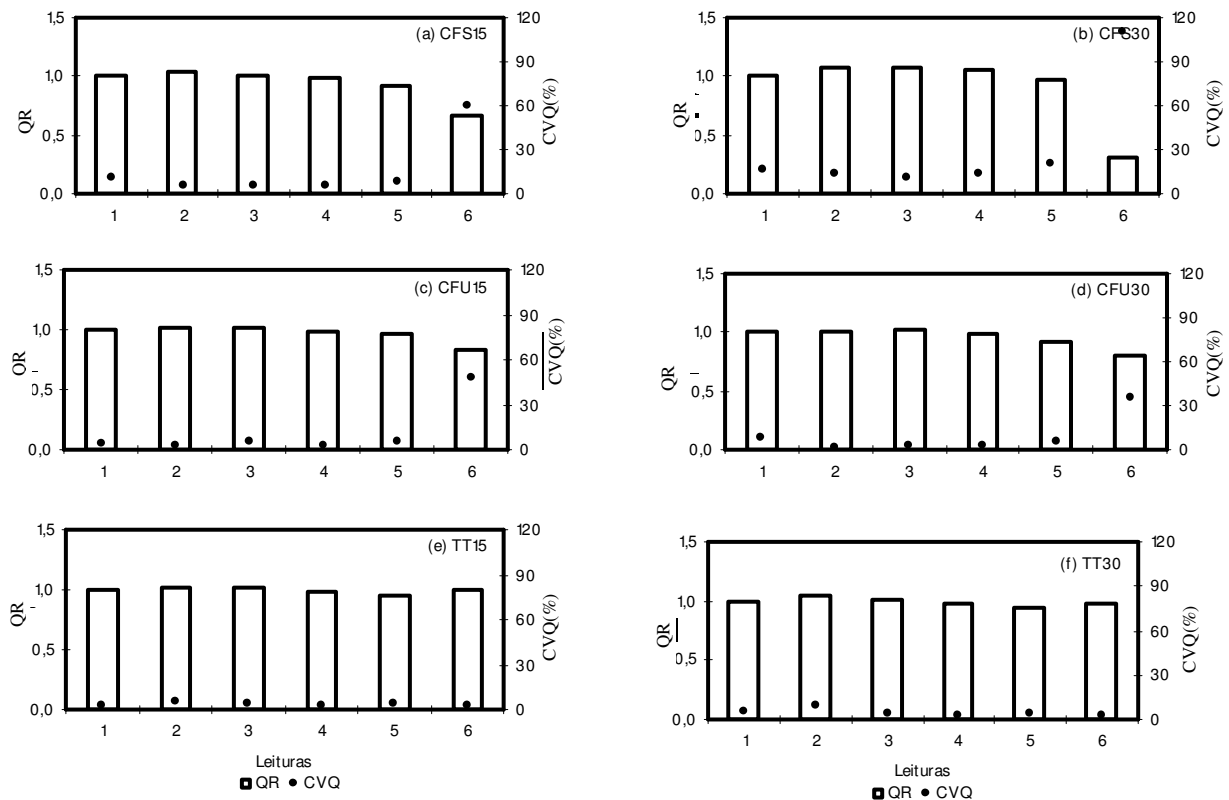 (a) CFS15
QR
1,5
1,0
0,5
0,0
120
90
60
30
0
CVQ(%)
1 2 3 4 5 6
(b) CFS30
QR
1,5
1,0
0,5
0,0
120
90
60
30
0
CVQ(%)
1 2 3 4 5 6
(c) CFU15
QR
1,5
1,0
0,5
0,0
120
90
60
30
0
CVQ(%)
1 2 3 4 5 6
(d) CFU30
QR
1,5
1,0
0,5
0,0
120
90
60
30
0
CVQ(%)
1 2 3 4 5 6
(e) TT15
QR
1,5
1,0
0,5
0,0
120
90
60
30
0
CVQ(%)
1 2 3 4 5 6
Leituras
QR CVQ
(f) TT30
QR
1,5
1,0
0,5
0,0
120
90
60
30
0
CVQ(%)
1 2 3 4 5 6
Leituras
QR CVQ